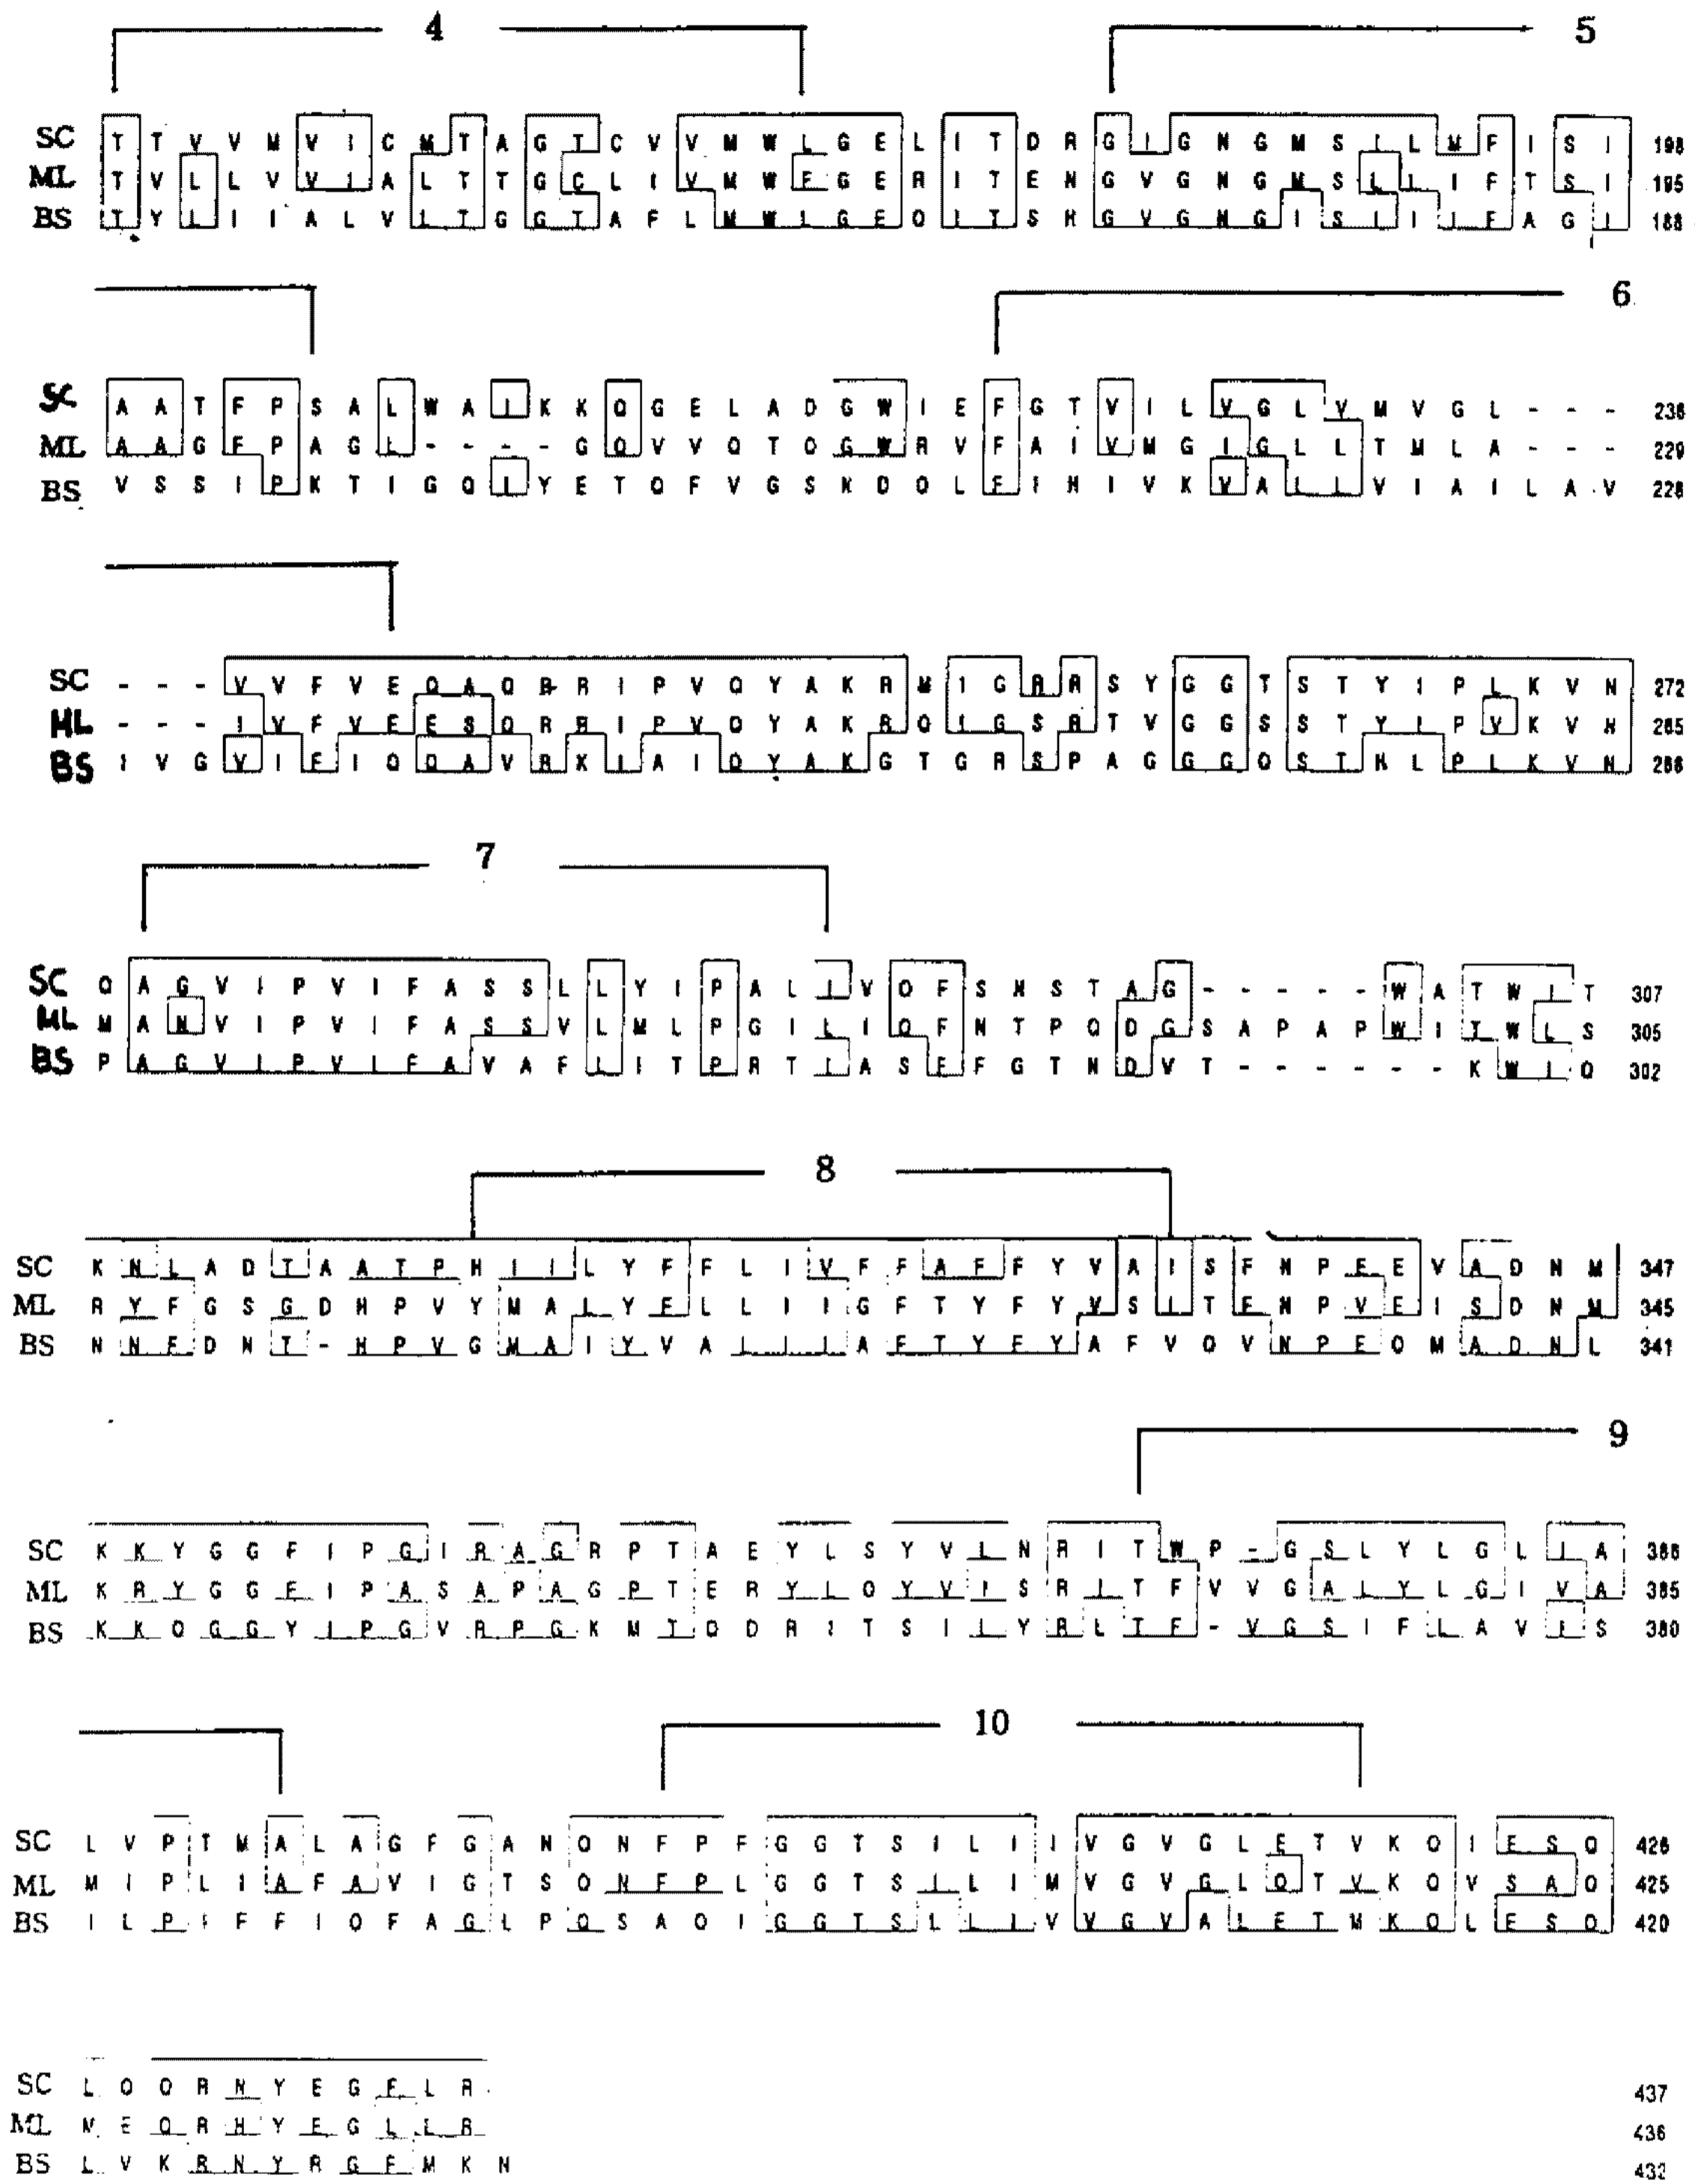 4 5
SC T T V V M V I C M T A G T C V V M W L G E L I T D R G I G N G M S I L M F I S I 198
ML T V L L V V I A L T T G C L I V M W F G E R I T E N G V G N G M S L L I F T S I 195
BS T Y L I I A L V L T G G T A F L M W L G E Q I T S H G V G N G I S L I I F A G I 188
6
SC A A T F P S A L W A I K K Q G E L A D G W I E F G T V I L V G L V M V G L - - - 236
ML A A G F P A G L - - - - G Q V V Q T Q G W R V F A I V M G I G L L T M L A - - - 229
BS V S S I P K T I G Q I Y E T Q F V G S N D Q L F I H I V K V A L L V I A I L A V 228
SC - - - V V F V E Q A Q R R I P V Q Y A K R M I G R R S Y G G T S T Y I P L K V N 272
ML - - - I V F V E E S Q R R I P V Q Y A K R Q L G S R T V G G S S T Y L P V K V N 265
BS I V G V I F I Q Q A V R K I A I Q Y A K G T G R S P A G G G Q S T H L P L K V N 268
7
SC Q A G V I P V I F A S S L L Y I P A L I V Q F S N S T A G - - - - - W A T W I T 307
ML M A N V I P V I F A S S V L M L P G I L I Q F N T P Q D G S A P A P W I T W L S 305
BS P A G V I P V I F A V A F L I T P R T I A S F F G T N D V T - - - - - - K W I Q 302
8
SC K N L A D T A A T P H I I L Y F F L I V F F A F F Y V A I S F N P E E V A D N M 347
ML R Y F G S G D H P V Y M A L Y F L L I I G F T Y F Y V S I T F N P V E I S D N M 345
BS N N F D N T - H P V G M A I Y V A L I I A F T Y F Y A F V Q V N P E Q M A D N L 341
9
SC K K Y G G F I P G I R A G R P T A E Y L S Y V L N R I T W P - G S L Y L G L I A 386
ML K R Y G G F I P A S A P A G P T E R Y L Q Y V I S R I T F V V G A L Y L G I V A 385
BS K K Q G G Y I P G V R P G K M T Q D R I T S I L Y R L T F - V G S I F L A V I S 380
10
SC L V P T M A L A G F G A N Q N F P F G G T S I L I I V G V G L E T V K Q I E S Q 426
ML M I P L I A F A V I G T S Q N F P L G G T S I L I M V G V G L Q T V K Q V S A Q 425
BS I L P I F F I Q F A G L P Q S A Q I G G T S L L I V V G V A L E T M K Q L E S Q 420
SC L Q Q R N Y E G F L R 437
ML M E Q R H Y E G L L R 436
BS L V K R N Y R G F M K N